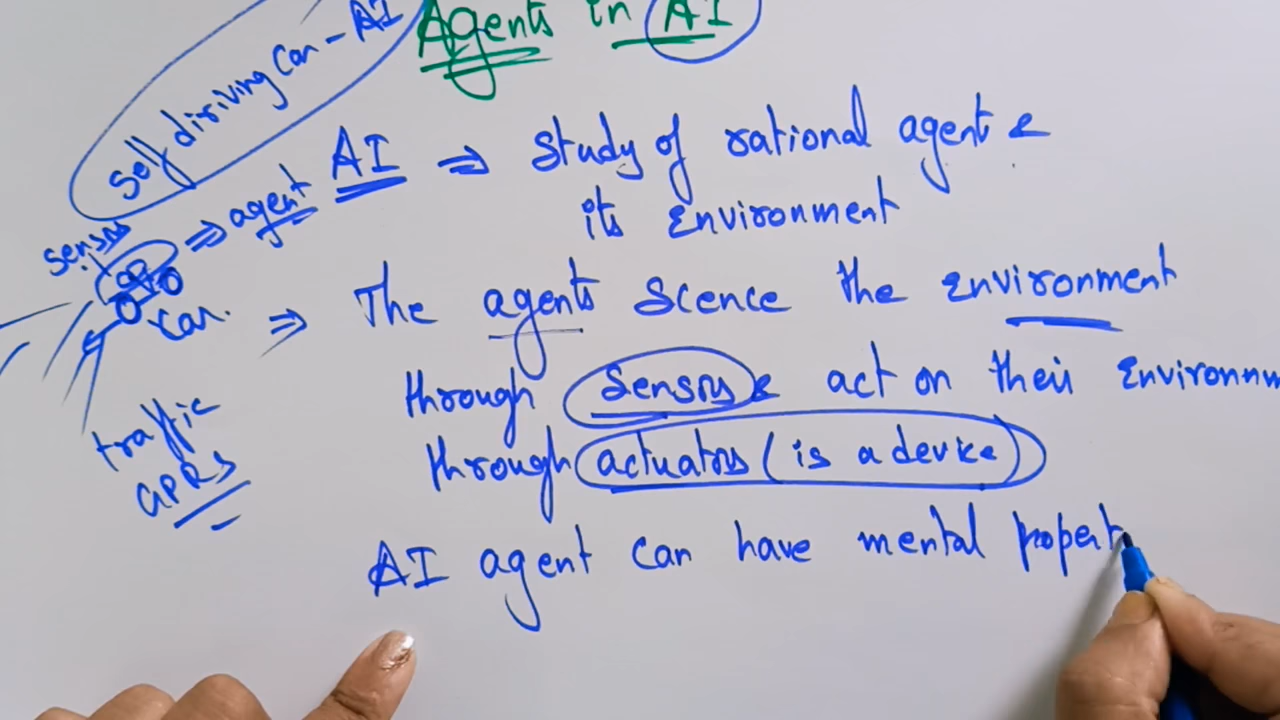 Agents in AI
Self diriving Car - AI
AI ⇒ Study of rational agent &
its Environment
sensors
⇒ agent
Car.
traffic
GPRS
⇒ The agents Scence the environment
through Sensors & act on their Environm
through actuators ( is a device )
AI agent can have mental propert